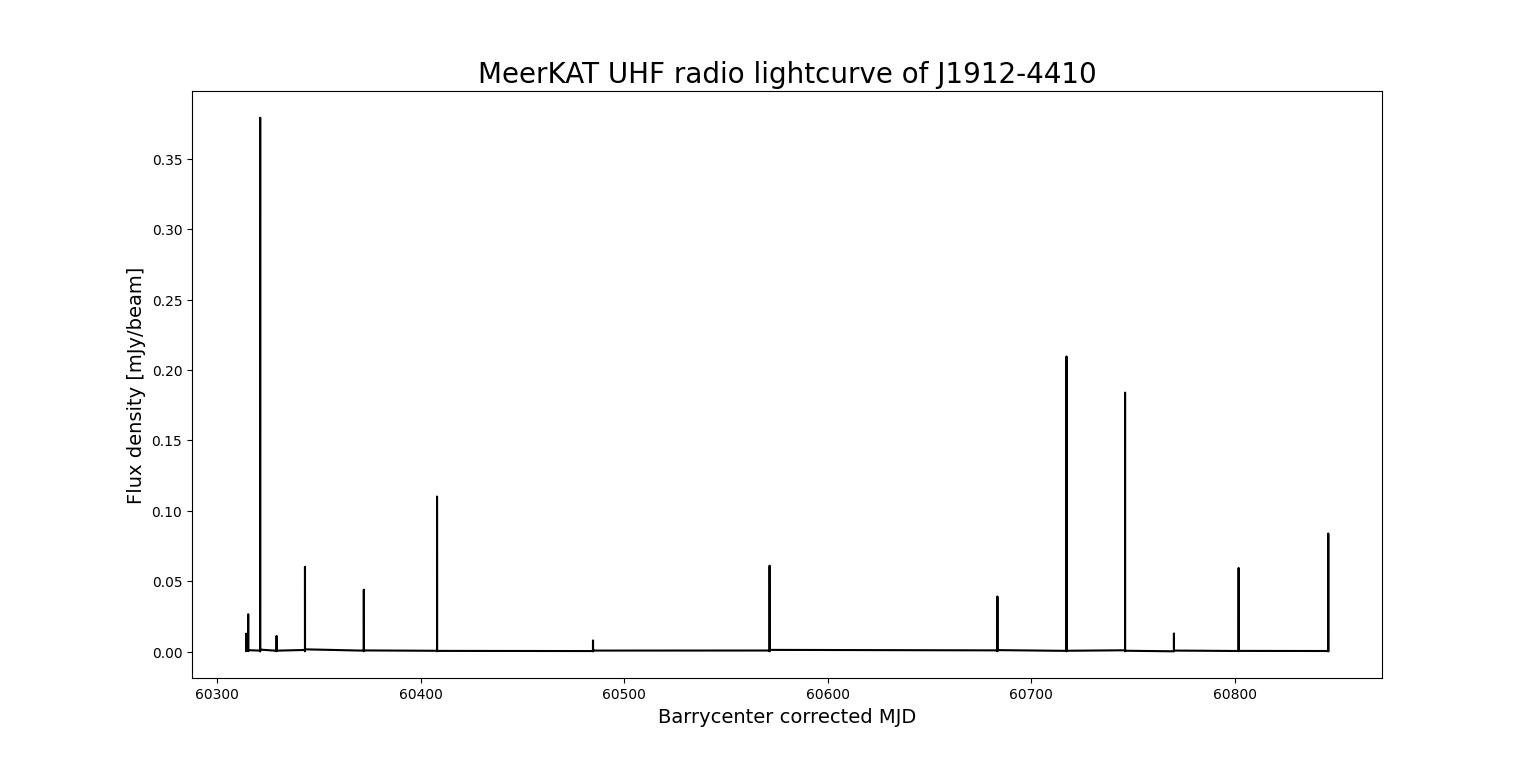 MeerKAT UHF radio lightcurve of J1912-4410
Flux density [mJy/beam]
0.35
0.30
0.25
0.20
0.15
0.10
0.05
0.00
60300 60400 60500 60600 60700 60800
Barrycenter corrected MJD